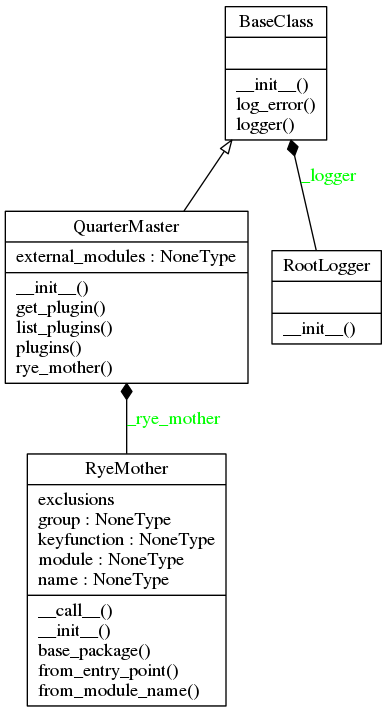 BaseClass
__init__()
log_error()
logger()
_logger
QuarterMaster
external_modules : NoneType
__init__()
get_plugin()
list_plugins()
plugins()
rye_mother()
RootLogger
__init__()
_rye_mother
RyeMother
exclusions
group : NoneType
keyfunction : NoneType
module : NoneType
name : NoneType
__call__()
__init__()
base_package()
from_entry_point()
from_module_name()